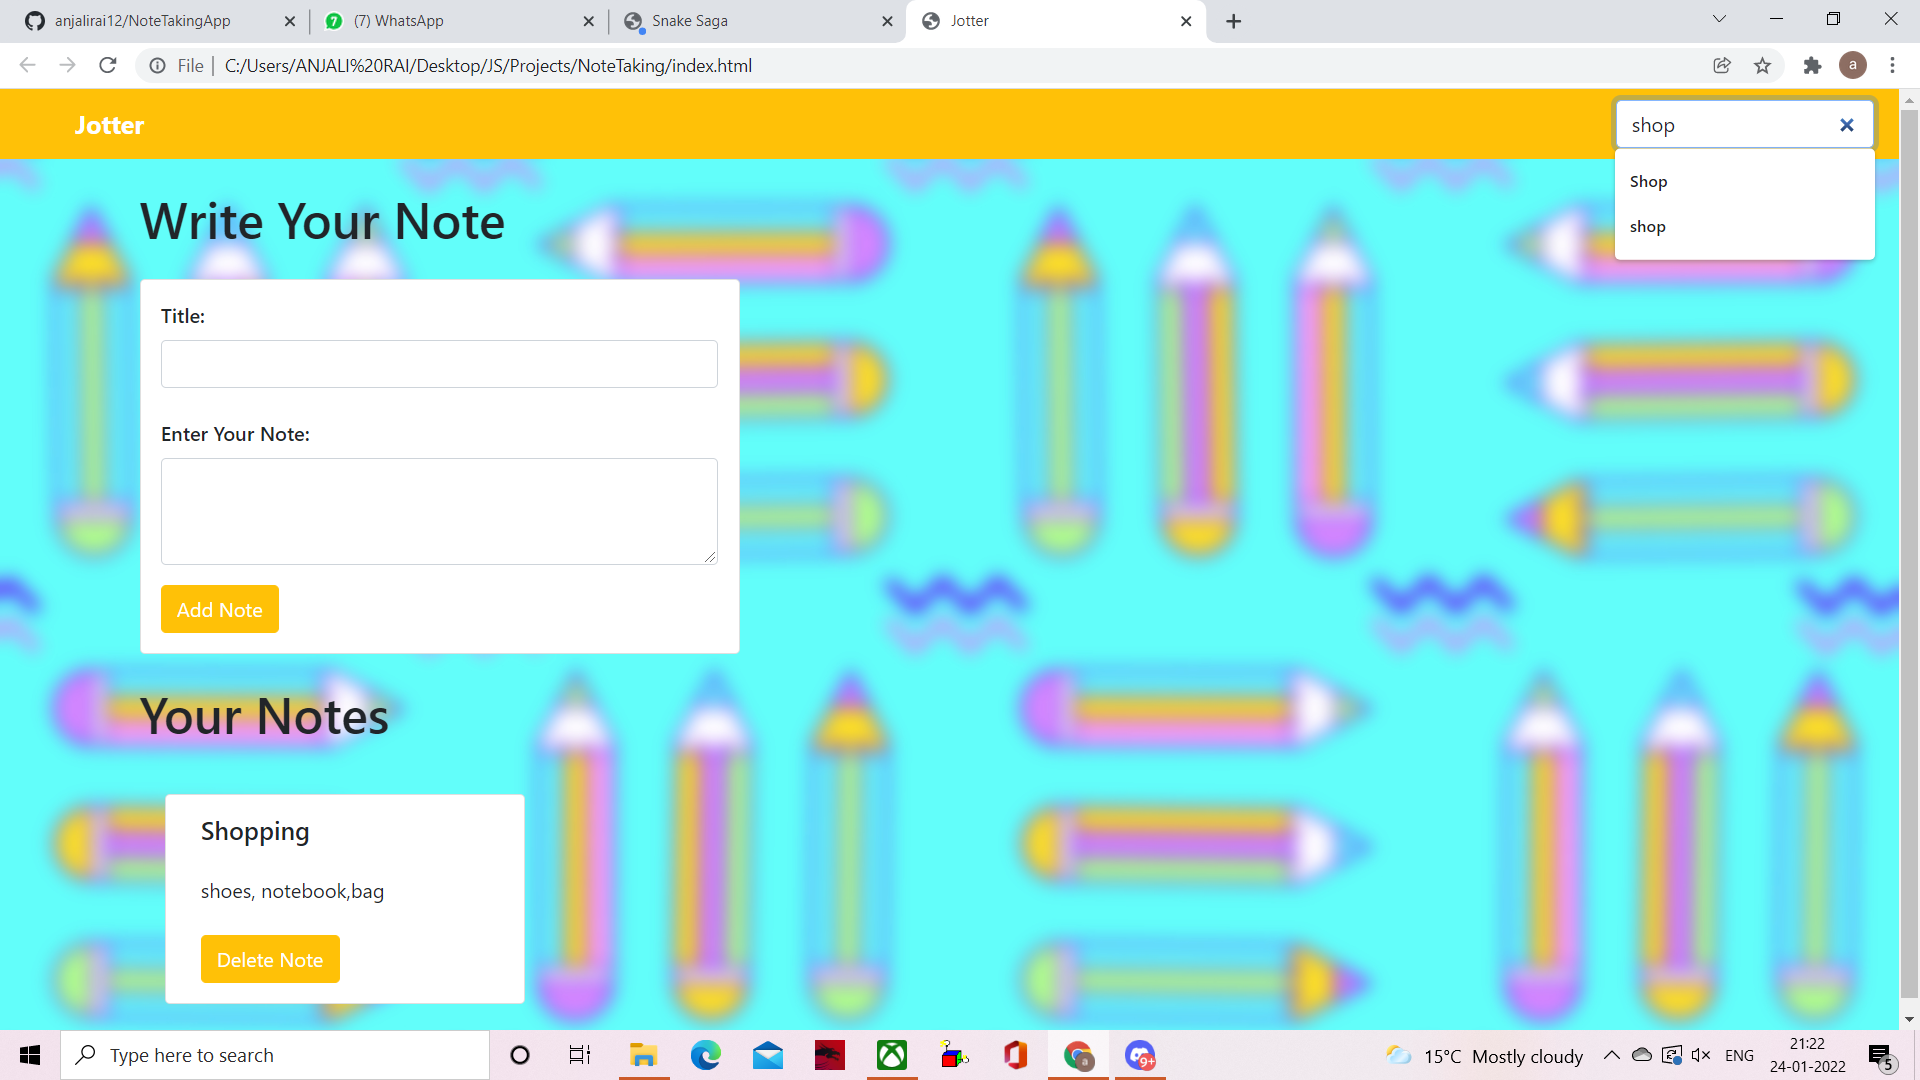 anjalirai12/NoteTakingApp
(7) WhatsApp
Snake Saga
Jotter
File
C:/Users/ANJALI%20RAI/Desktop/JS/Projects/NoteTaking/index.html
a
Jotter
shop
Shop
shop
Write Your Note
Title:
Enter Your Note:
Add Note
Your Notes
Shopping
shoes, notebook,bag
Delete Note
Type here to search
a
9+
15°C Mostly cloudy
ENG
21:22
24-01-2022
5